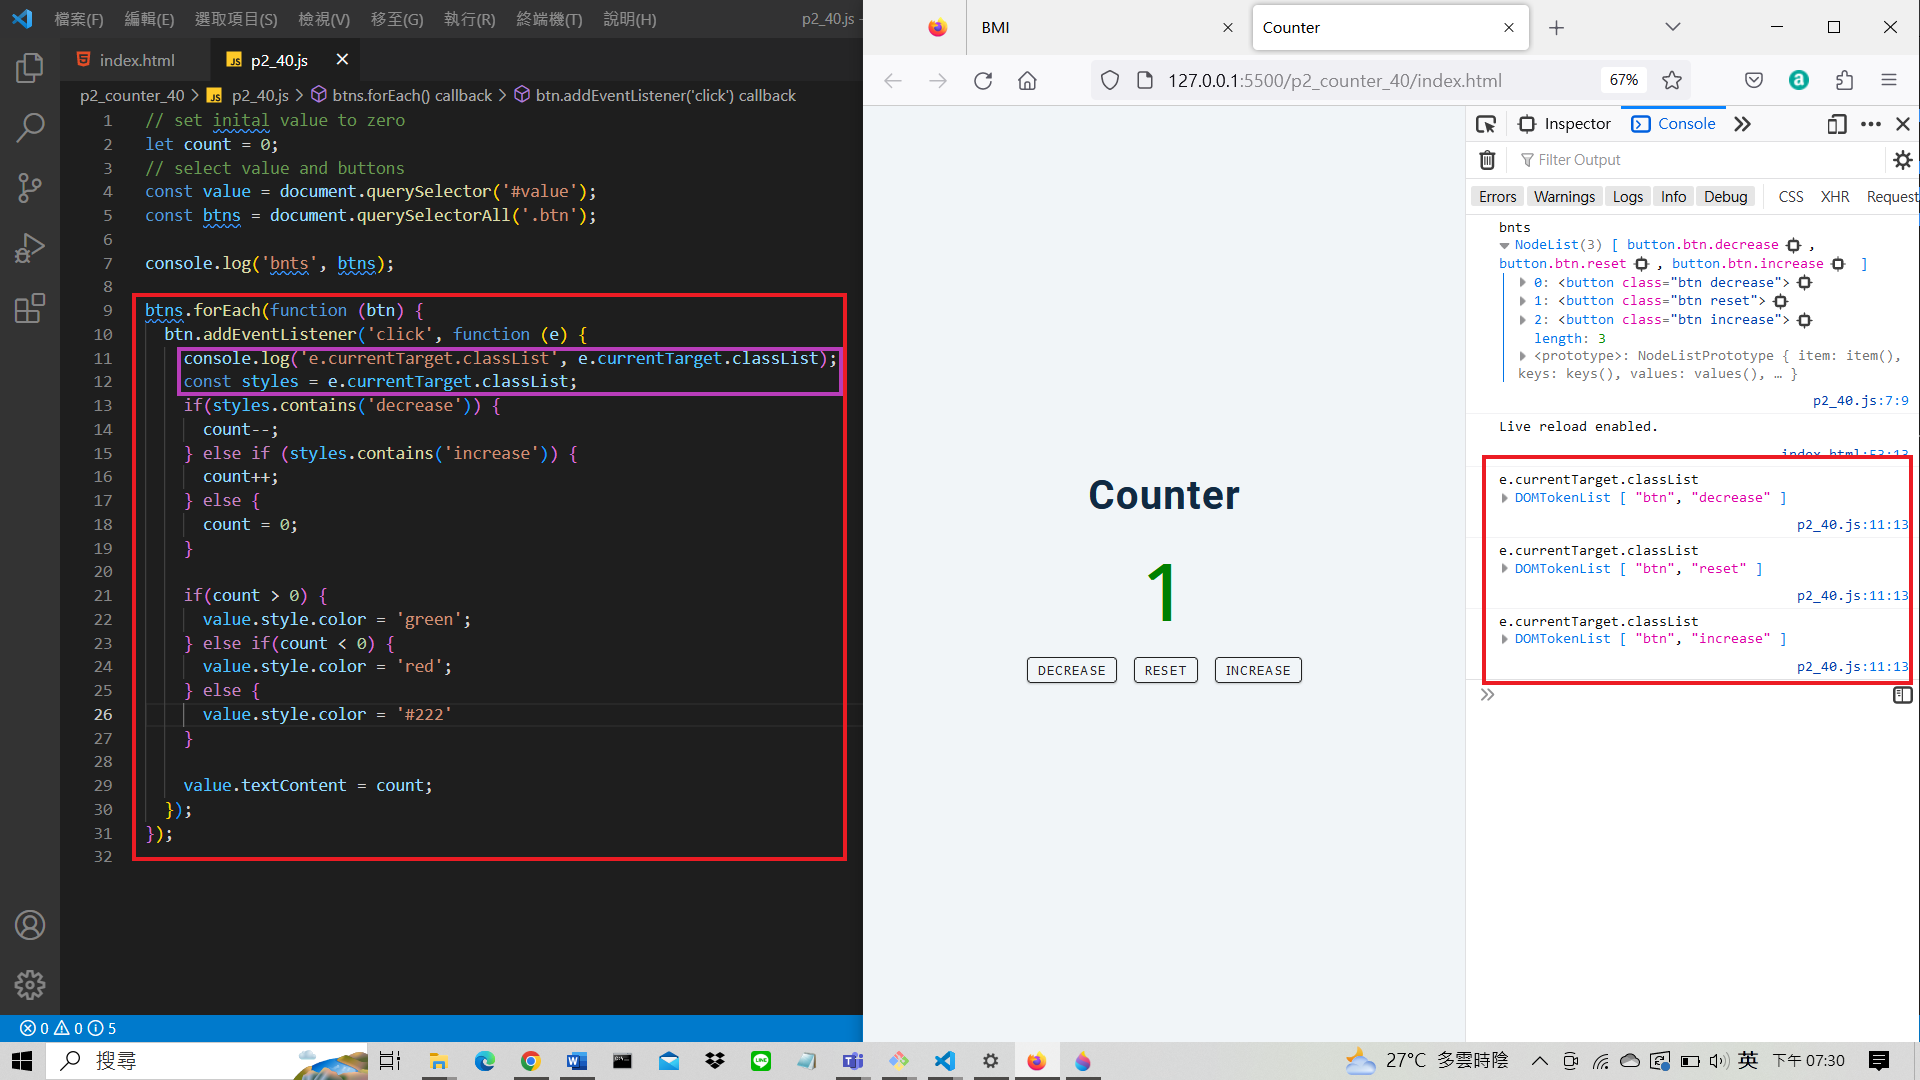 檔案(F) 編輯(E) 選取項目(S) 檢視(V) 移至(G) 執行(R) 終端機(T) 說明(H) p2_40.js -
index.html
JS p2_40.js
p2_counter_40 > JS p2_40.js > btns.forEach() callback > btn.addEventListener('click') callback
1 // set inital value to zero
2 let count = 0;
3 // select value and buttons
4 const value = document.querySelector('#value');
5 const btns = document.querySelectorAll('.btn');
6
7 console.log('bnts', btns);
8
9 btns.forEach(function (btn) {
10 btn.addEventListener('click', function (e) {
11 console.log('e.currentTarget.classList', e.currentTarget.classList);
12 const styles = e.currentTarget.classList;
13 if(styles.contains('decrease')) {
14 count--;
15 } else if (styles.contains('increase')) {
16 count++;
17 } else {
18 count = 0;
19 }
20
21 if(count > 0) {
22 value.style.color = 'green';
23 } else if(count < 0) {
24 value.style.color = 'red';
25 } else {
26 value.style.color = '#222'
27 }
28
29 value.textContent = count;
30 });
31 });
32
0 0 5
BMI
Counter
127.0.0.1:5500/p2_counter_40/index.html 67%
Counter
1
DECREASE RESET INCREASE
Inspector Console
Filter Output
Errors Warnings Logs Info Debug CSS XHR Request
bnts
NodeList(3) [ button.btn.decrease ,
button.btn.reset , button.btn.increase ]
0: <button class="btn decrease">
1: <button class="btn reset">
2: <button class="btn increase">
length: 3
<prototype>: NodeListPrototype { item: item(),
keys: keys(), values: values(), … }
p2_40.js:7:9
Live reload enabled.
index.html:53:13
e.currentTarget.classList
DOMTokenList [ "btn", "decrease" ]
p2_40.js:11:13
e.currentTarget.classList
DOMTokenList [ "btn", "reset" ]
p2_40.js:11:13
e.currentTarget.classList
DOMTokenList [ "btn", "increase" ]
p2_40.js:11:13
搜尋
27°C 多雲時陰 英 下午 07:30